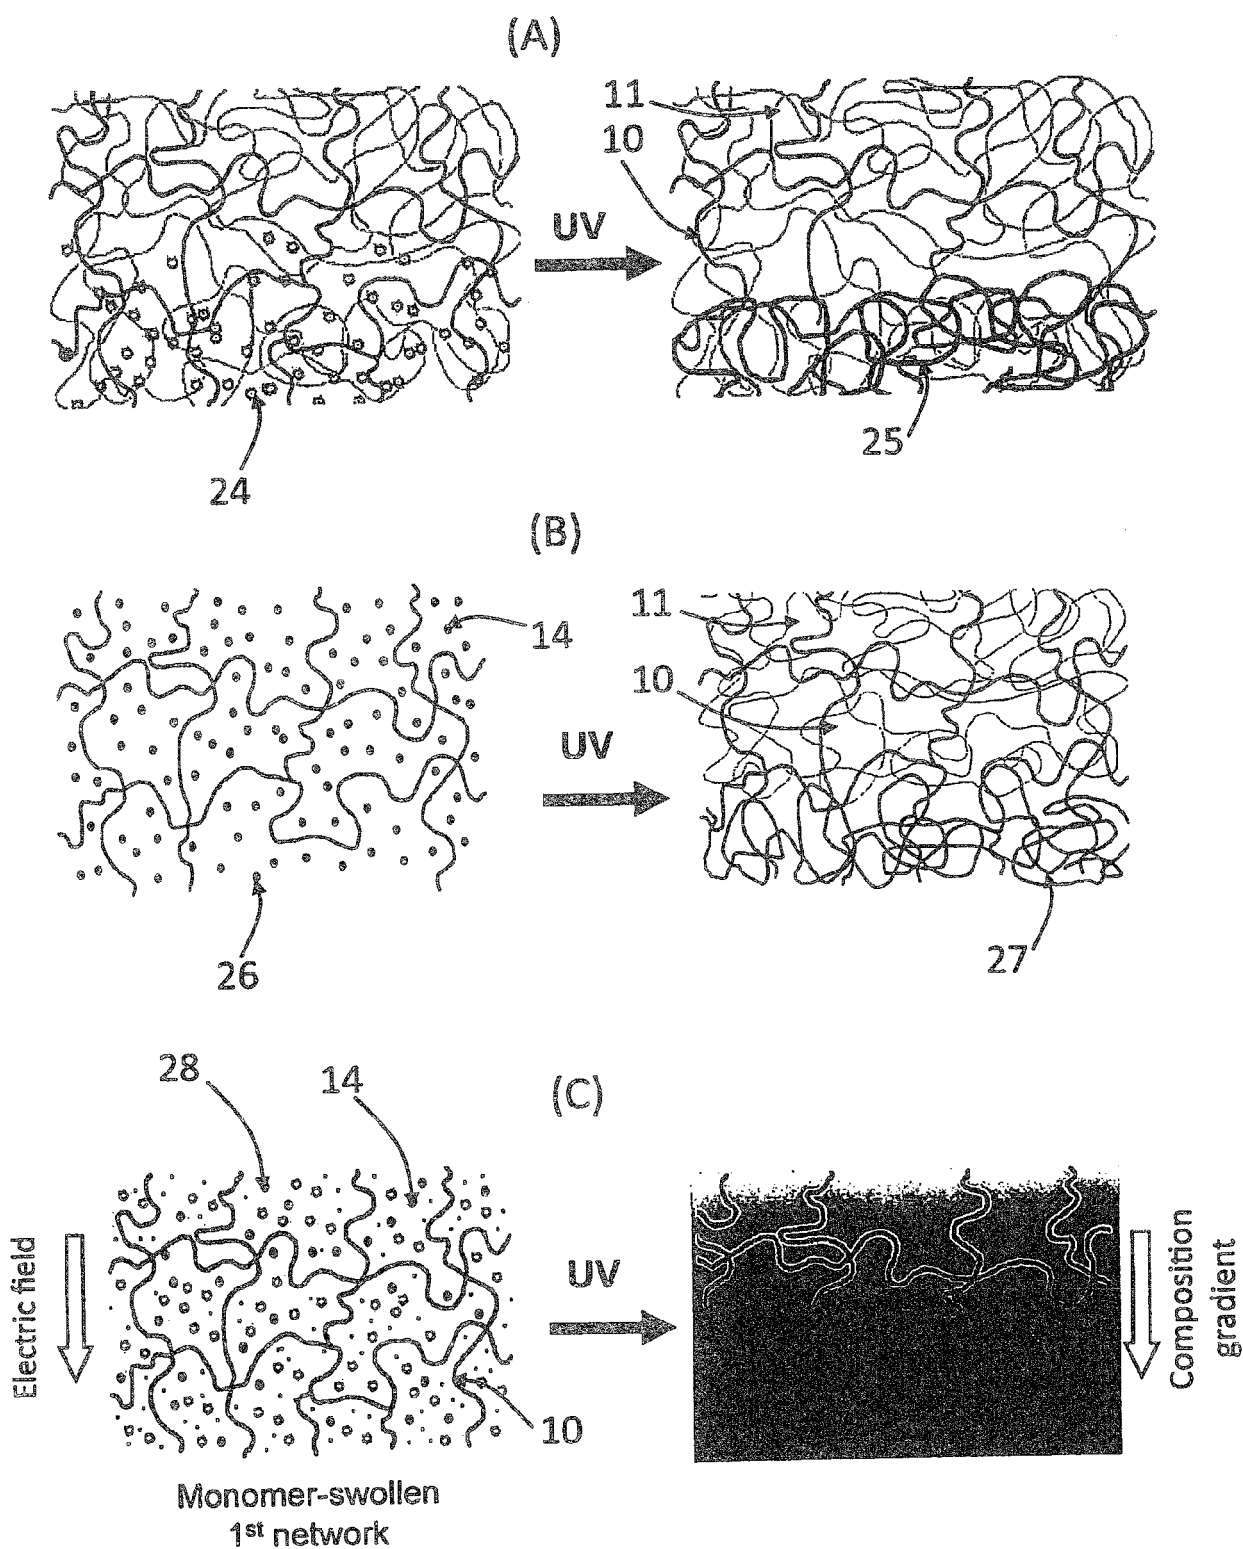 (A)
11
10
UV
24
25
(B)
14
11
10
UV
26
27
(C)
28
14
Electric field
UV
Composition
gradient
10
Monomer-swollen
1st network